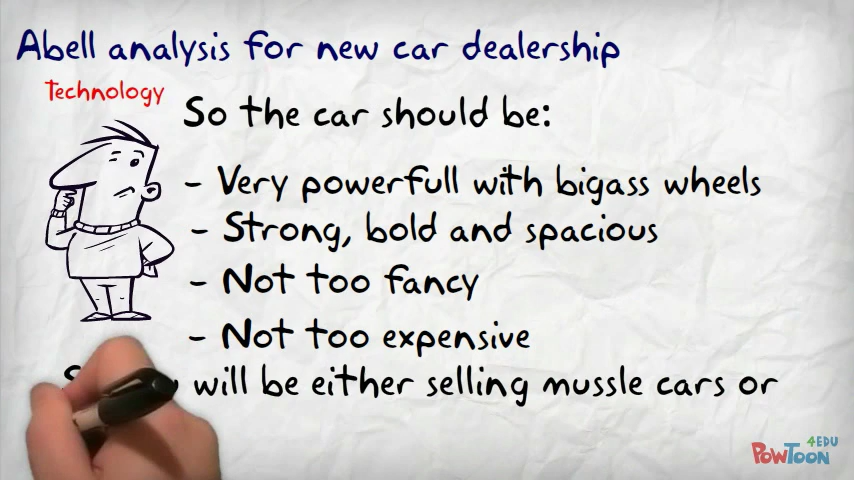 Abell analysis for new car dealership
Technology
So the car should be:
- Very powerfull with bigass wheels
- Strong, bold and spacious
- Not too fancy
- Not too expensive
will be either selling mussle cars or
4EDU
POWTOON